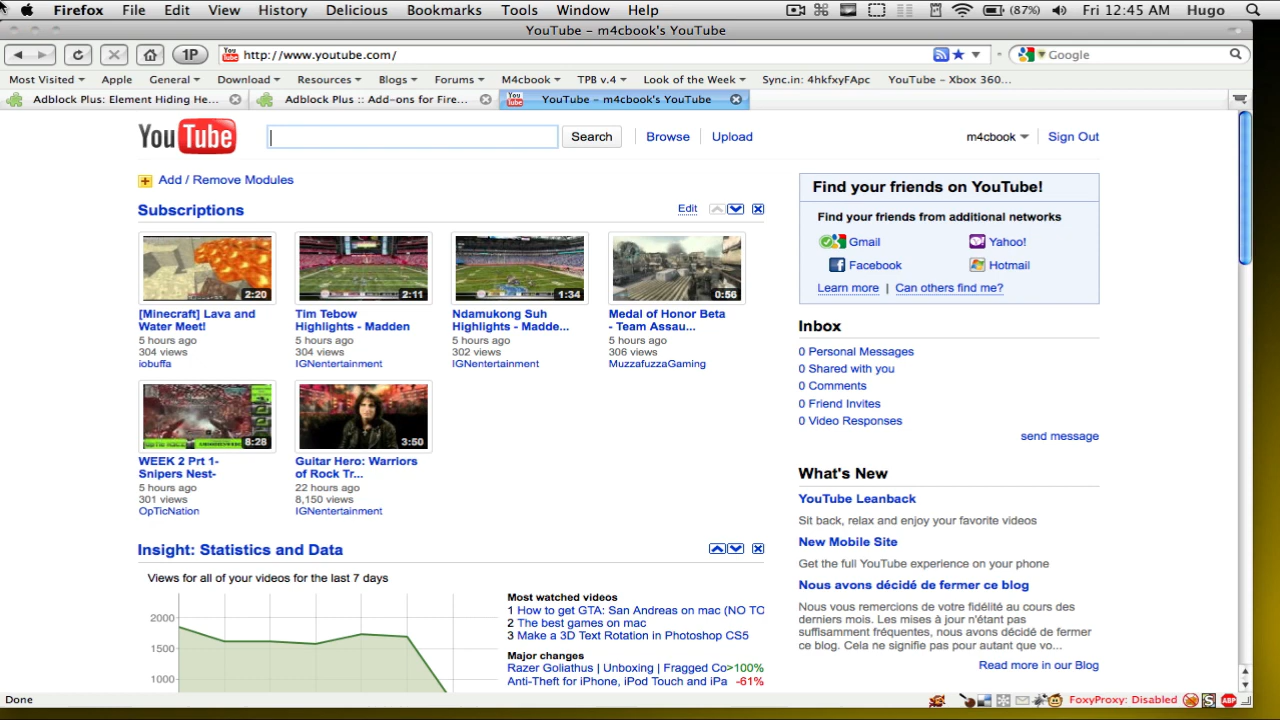 Firefox File Edit View History Delicious Bookmarks Tools Window Help (87%) Fri 12:45 AM Hugo
YouTube – m4cbook's YouTube
1P http://www.youtube.com/ Google
Most Visited Apple General Download Resources Blogs Forums M4cbook TPB v.4 Look of the Week Sync.in: 4hkfxyFApc YouTube – Xbox 360...
Adblock Plus: Element Hiding He... Adblock Plus :: Add-ons for Fire... YouTube – m4cbook's YouTube
YouTube Search Browse Upload m4cbook Sign Out
Add / Remove Modules
Subscriptions Edit
2:20 2:11 1:34 0:56
[Minecraft] Lava and Water Meet!
5 hours ago
304 views
iobuffa
Tim Tebow
Highlights - Madden
5 hours ago
304 views
IGNentertainment
Ndamukong Suh
Highlights - Madde...
5 hours ago
302 views
IGNentertainment
Medal of Honor Beta
- Team Assau...
5 hours ago
306 views
MuzzafuzzaGaming
8:28 3:50
WEEK 2 Prt 1-
Snipers Nest-
5 hours ago
301 views
OpTicNation
Guitar Hero: Warriors
of Rock Tr...
22 hours ago
8,150 views
IGNentertainment
Insight: Statistics and Data
Views for all of your videos for the last 7 days
2000
1500
1000
Most watched videos
1 How to get GTA: San Andreas on mac (NO TO
2 The best games on mac
3 Make a 3D Text Rotation in Photoshop CS5
Major changes
Razer Goliathus | Unboxing | Fragged Co >100%
Anti-Theft for iPhone, iPod Touch and iPa -61%
Find your friends on YouTube!
Find your friends from additional networks
Gmail Yahoo!
Facebook Hotmail
Learn more | Can others find me?
Inbox
0 Personal Messages
0 Shared with you
0 Comments
0 Friend Invites
0 Video Responses
send message
What's New
YouTube Leanback
Sit back, relax and enjoy your favorite videos
New Mobile Site
Get the full YouTube experience on your phone
Nous avons décidé de fermer ce blog
Nous vous remercions de votre fidélité au cours des
derniers mois. Les mises à jour n'étant pas
suffisamment fréquentes, nous avons décidé de fermer
ce blog. Cela ne signifie pas pour autant que vo...
Read more in our Blog
Done FoxyProxy: Disabled S ABP